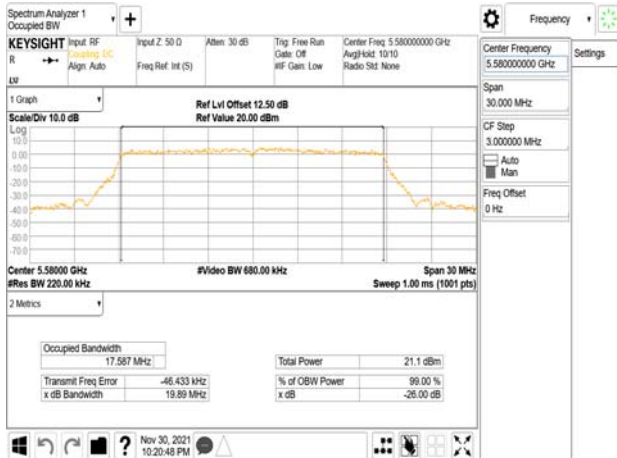 Spectrum Analyzer 1
Occupied BW
+
Frequency
KEYSIGHT
R
LXI
Input: RF
Coupling: DC
Align: Auto
Input Z: 50 Ω
Freq Ref: Int (S)
Atten: 30 dB
Trig: Free Run
Gate: Off
#IF Gain: Low
Center Freq: 5.580000000 GHz
Avg|Hold: 10/10
Radio Std: None
Center Frequency
5.580000000 GHz
Settings
Span
30.000 MHz
CF Step
3.000000 MHz
Auto
Man
Freq Offset
0 Hz
1 Graph
Scale/Div 10.0 dB
Ref Lvl Offset 12.50 dB
Ref Value 20.00 dBm
Log
10.0
0.00
-10.0
-20.0
-30.0
-40.0
-50.0
-60.0
-70.0
Center 5.58000 GHz
#Res BW 220.00 kHz
#Video BW 680.00 kHz
Span 30 MHz
Sweep 1.00 ms (1001 pts)
2 Metrics
Occupied Bandwidth
17.587 MHz
Total Power 21.1 dBm
Transmit Freq Error -46.433 kHz
% of OBW Power 99.00 %
x dB Bandwidth 19.89 MHz
x dB -26.00 dB
?
Nov 30, 2021
10:20:48 PM